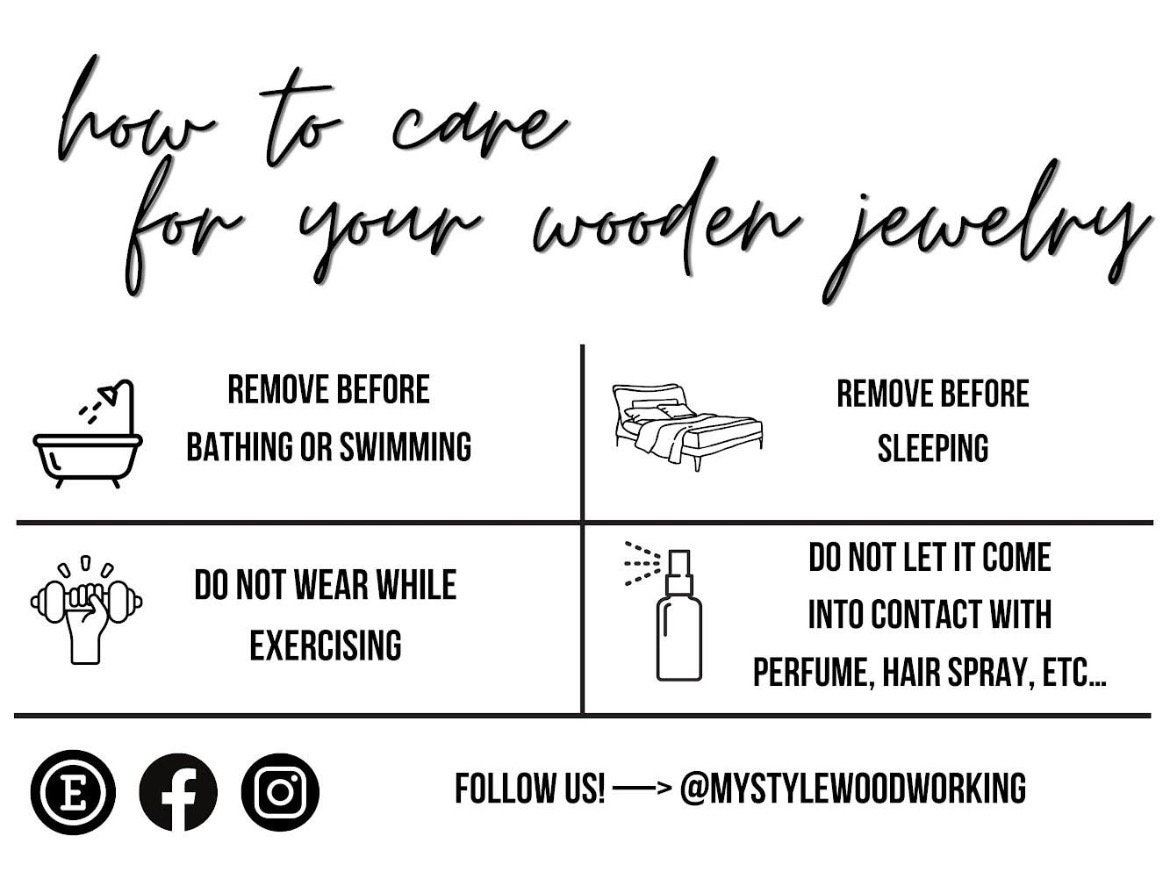 how to care
for your wooden jewelry
REMOVE BEFORE
BATHING OR SWIMMING
REMOVE BEFORE
SLEEPING
DO NOT WEAR WHILE
EXERCISING
DO NOT LET IT COME
INTO CONTACT WITH
PERFUME, HAIR SPRAY, ETC...
E f FOLLOW US! —> @MYSTYLEWOODWORKING